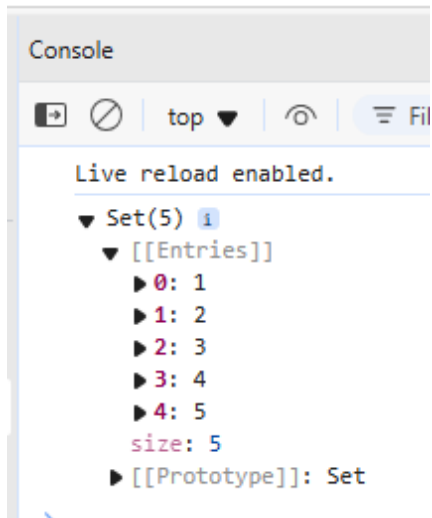 Console
top
Fil
Live reload enabled.
Set(5) i
[[Entries]]
0: 1
1: 2
2: 3
3: 4
4: 5
size: 5
[[Prototype]]: Set